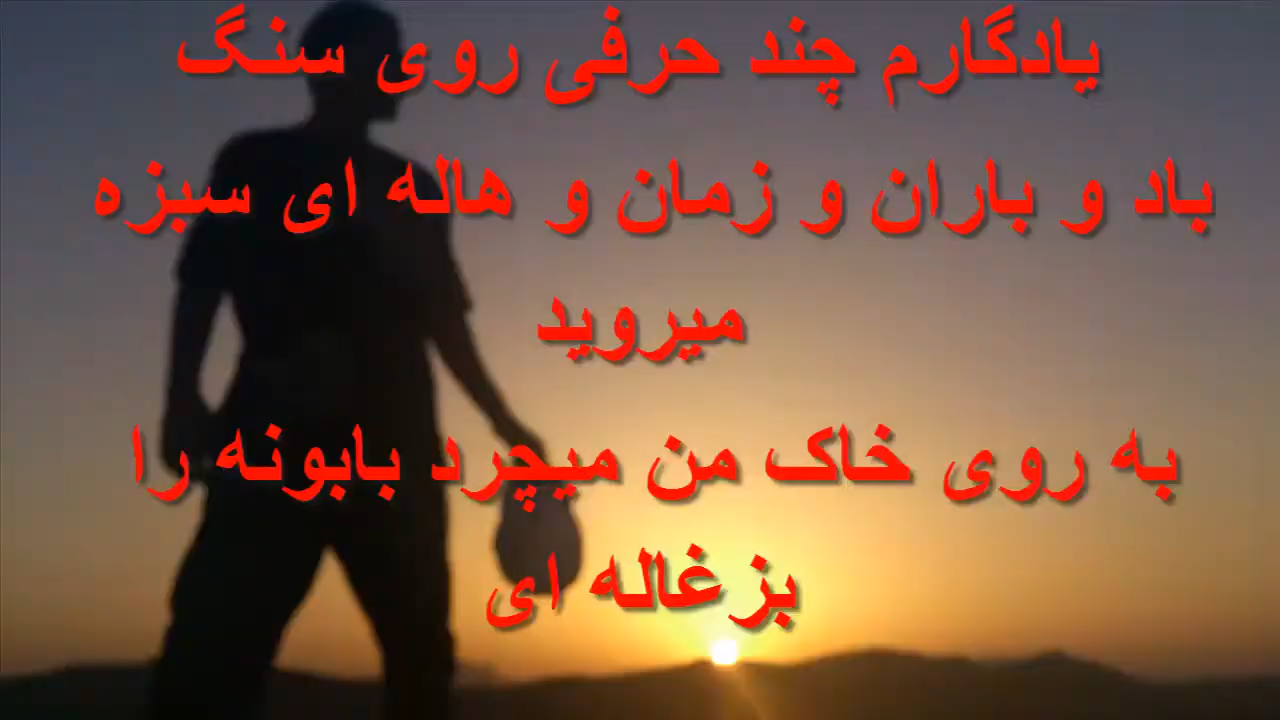 یادگارم چند حرفی روی سنگ
باد و باران و زمان و هاله ای سبزه
میروید
به روی خاک من میچرد بابونه را
بزغاله ای